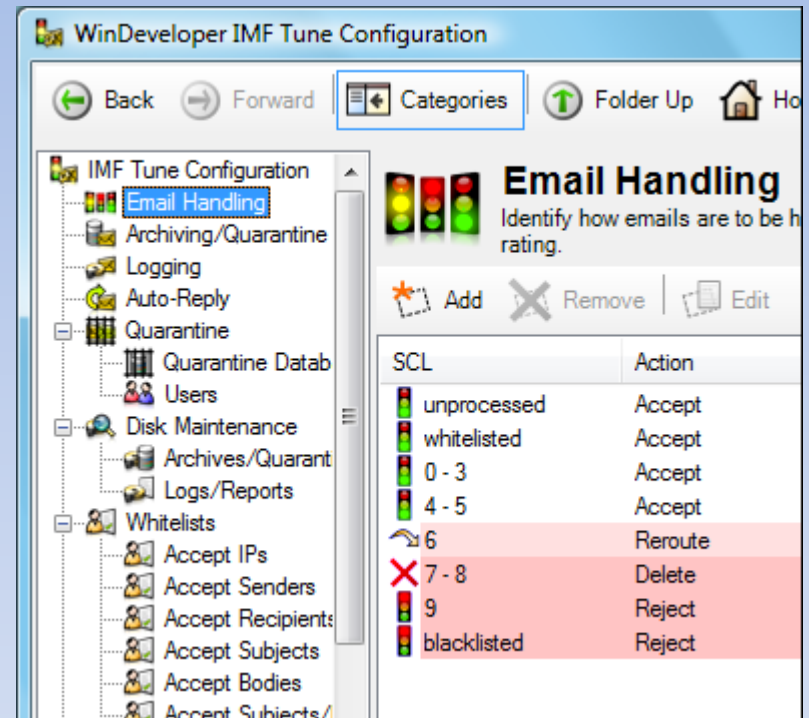 WinDeveloper IMF Tune Configuration
Back Forward Categories Folder Up Ho
IMF Tune Configuration
Email Handling
Archiving/Quarantine
Logging
Auto-Reply
Quarantine
Quarantine Datab
Users
Disk Maintenance
Archives/Quarant
Logs/Reports
Whitelists
Accept IPs
Accept Senders
Accept Recipients
Accept Subjects
Accept Bodies
Accept Subjects/
Email Handling
Identify how emails are to be h
rating.
Add Remove Edit
SCL Action
unprocessed Accept
whitelisted Accept
0 - 3 Accept
4 - 5 Accept
6 Reroute
7 - 8 Delete
9 Reject
blacklisted Reject